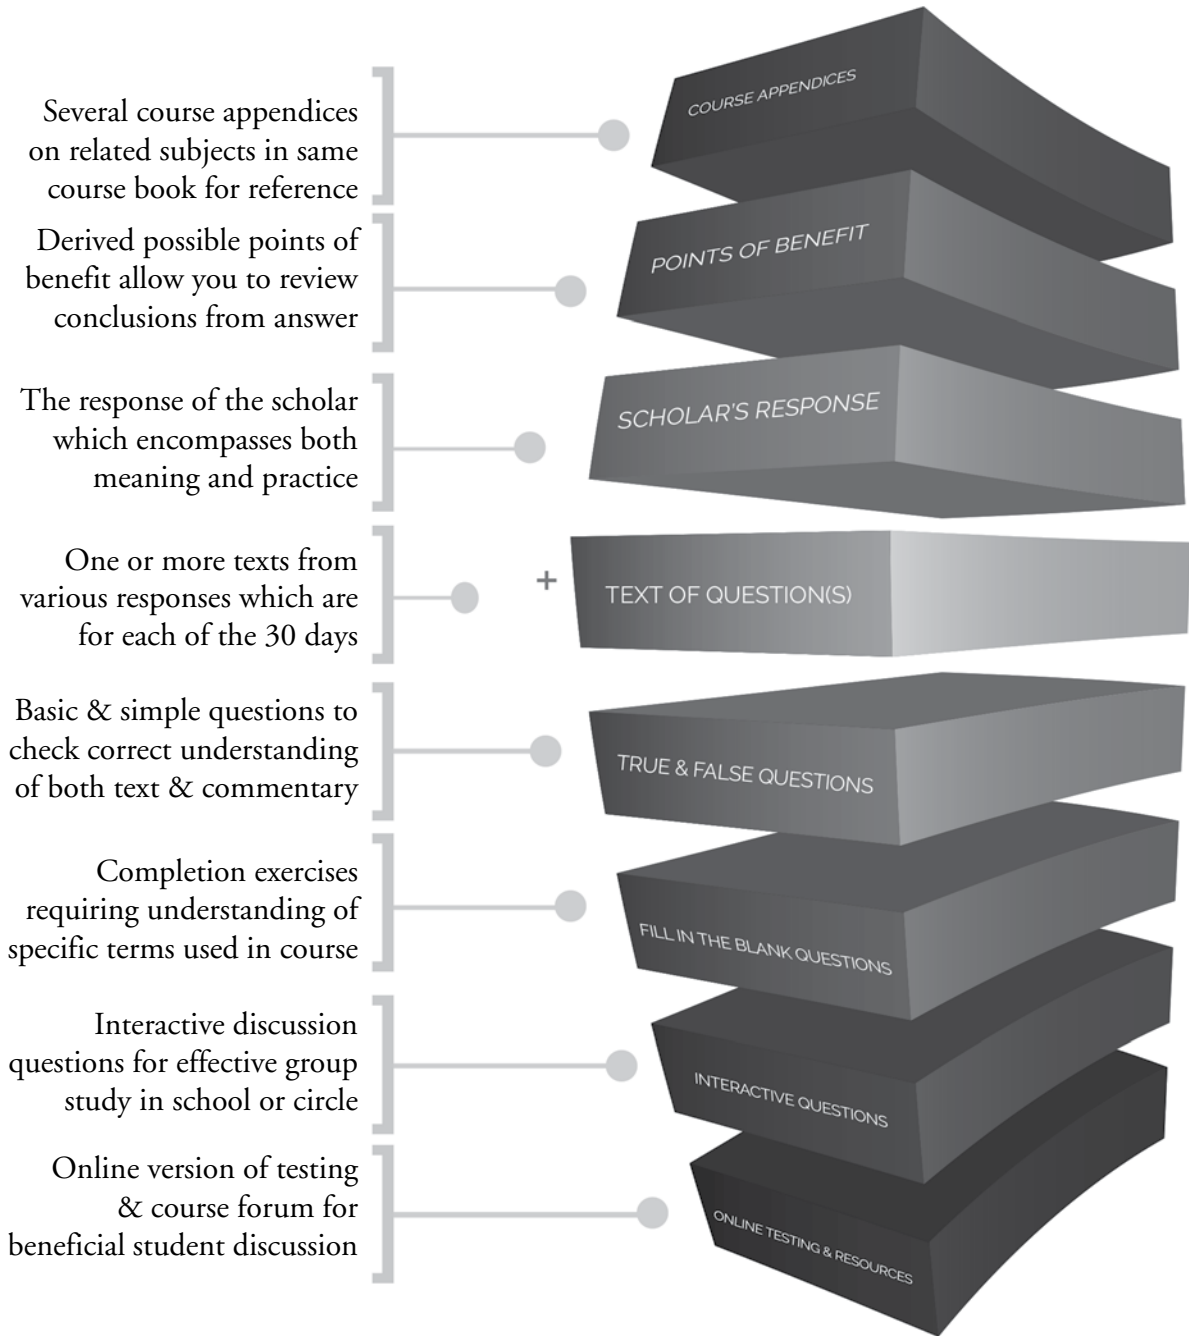 Several course appendices
on related subjects in same
course book for reference
COURSE APPENDICES
Derived possible points of
benefit allow you to review
conclusions from answer
POINTS OF BENEFIT
The response of the scholar
which encompasses both
meaning and practice
SCHOLAR'S RESPONSE
One or more texts from
various responses which are
for each of the 30 days
+
TEXT OF QUESTION(S)
Basic & simple questions to
check correct understanding
of both text & commentary
TRUE & FALSE QUESTIONS
Completion exercises
requiring understanding of
specific terms used in course
FILL IN THE BLANK QUESTIONS
Interactive discussion
questions for effective group
study in school or circle
INTERACTIVE QUESTIONS
Online version of testing
& course forum for
beneficial student discussion
ONLINE TESTING & RESOURCES